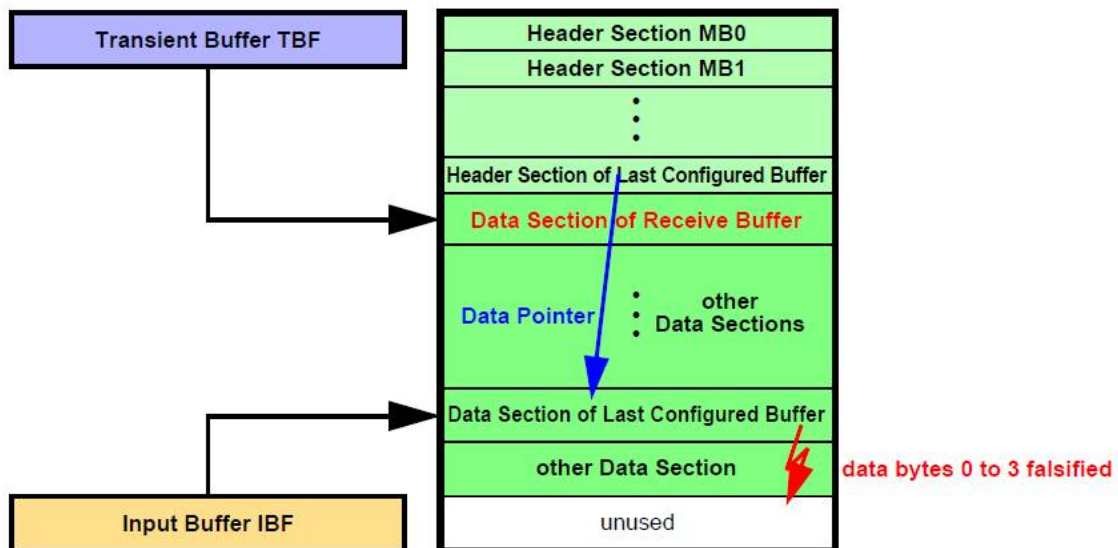 Transient Buffer TBF
Header Section MB0
Header Section MB1
Header Section of Last Configured Buffer
Data Section of Receive Buffer
Data Pointer
other
Data Sections
Data Section of Last Configured Buffer
other Data Section
data bytes 0 to 3 falsified
Input Buffer IBF
unused